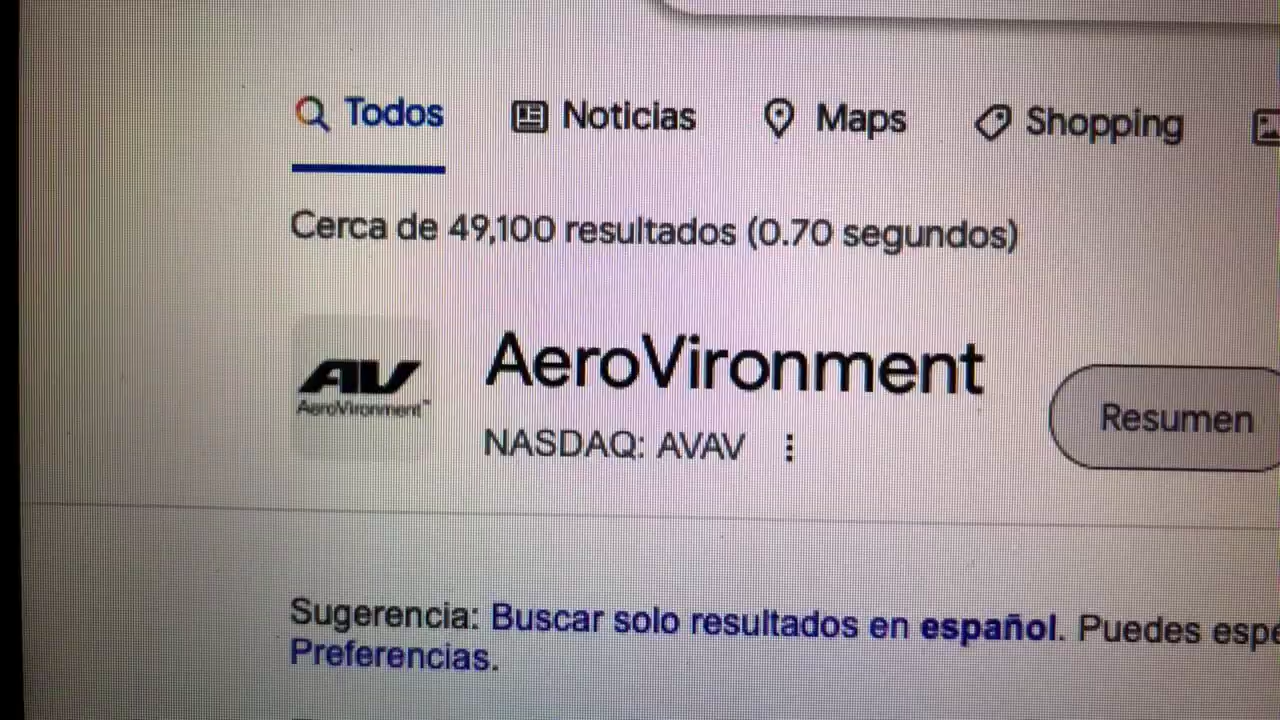 Todos Noticias Maps Shopping
Cerca de 49,100 resultados (0.70 segundos)
AV
AeroVironment™
AeroVironment
NASDAQ: AVAV
Resumen
Sugerencia: Buscar solo resultados en español. Puedes
Preferencias.